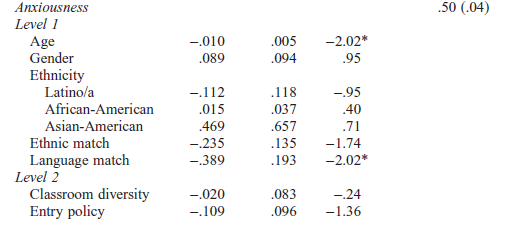 Anxiousness .50 (.04)
Level 1
Age –.010 .005 –2.02*
Gender .089 .094 .95
Ethnicity
Latino/a –.112 .118 –.95
African-American .015 .037 .40
Asian-American .469 .657 .71
Ethnic match –.235 .135 –1.74
Language match –.389 .193 –2.02*
Level 2
Classroom diversity –.020 .083 –.24
Entry policy –.109 .096 –1.36